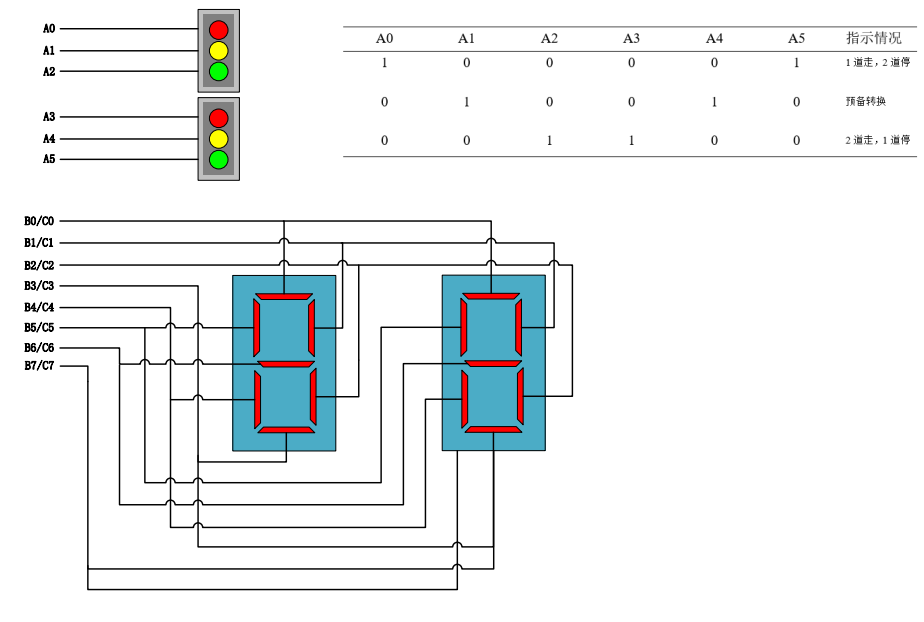 A0
A1
A2
A3
A4
A5
A0 A1 A2 A3 A4 A5 指示情况
1 0 0 0 0 1 1 道走，2 道停
0 1 0 0 1 0 预备转换
0 0 1 1 0 0 2 道走，1 道停
B0/C0
B1/C1
B2/C2
B3/C3
B4/C4
B5/C5
B6/C6
B7/C7